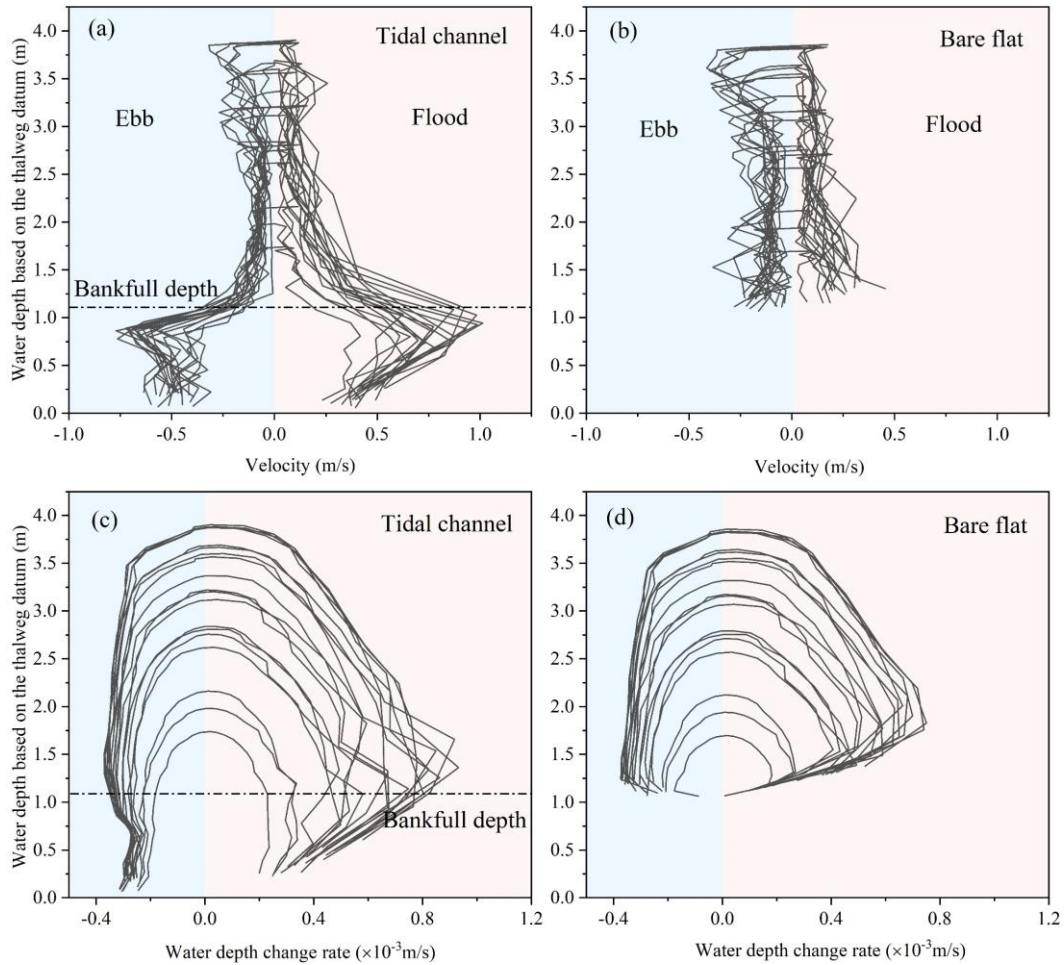 (a)
Tidal channel
Ebb
Flood
Bankfull depth
Water depth based on the thalweg datum (m)
4.0
3.5
3.0
2.5
2.0
1.5
1.0
0.5
0.0
-1.0 -0.5 0.0 0.5 1.0
Velocity (m/s)
(b)
Bare flat
Ebb
Flood
4.0
3.5
3.0
2.5
2.0
1.5
1.0
0.5
0.0
-1.0 -0.5 0.0 0.5 1.0
Velocity (m/s)
(c)
Tidal channel
Bankfull depth
Water depth based on the thalweg datum (m)
4.0
3.5
3.0
2.5
2.0
1.5
1.0
0.5
0.0
-0.4 0.0 0.4 0.8 1.2
Water depth change rate (×10⁻³m/s)
(d)
Bare flat
4.0
3.5
3.0
2.5
2.0
1.5
1.0
0.5
0.0
-0.4 0.0 0.4 0.8 1.2
Water depth change rate (×10⁻³m/s)